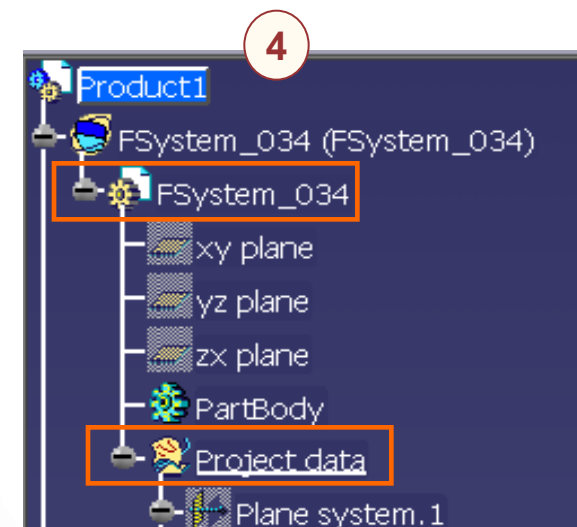 4
Product1
FSystem_034 (FSystem_034)
FSystem_034
xy plane
yz plane
zx plane
PartBody
Project data
Plane system.1